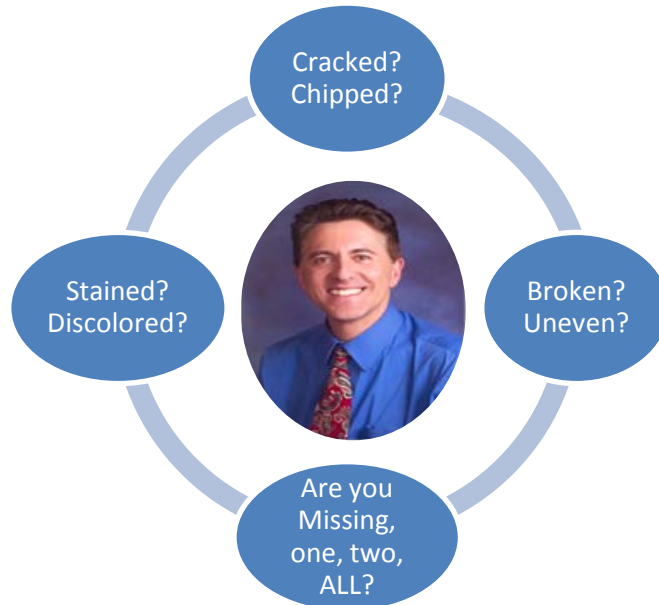 Cracked?
Chipped?
Stained?
Discolored?
Broken?
Uneven?
Are you
Missing,
one, two,
ALL?